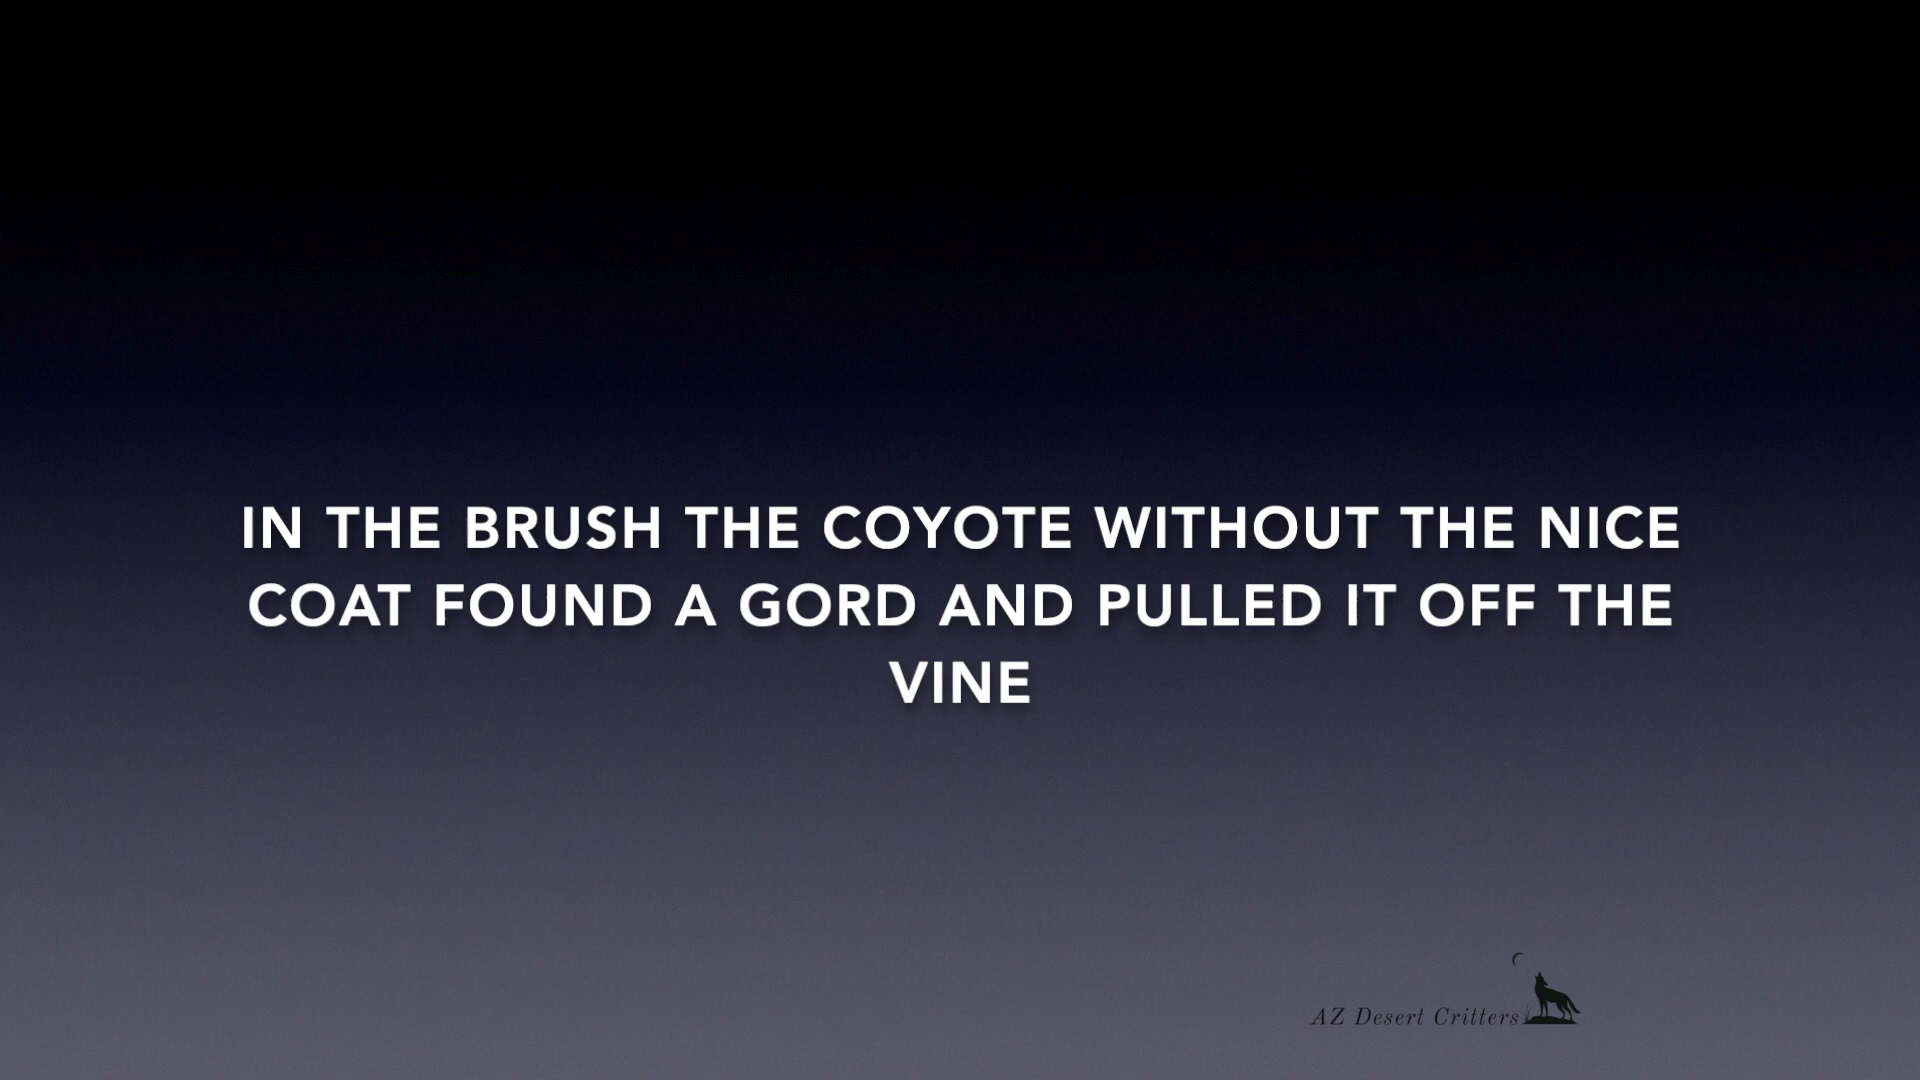 IN THE BRUSH THE COYOTE WITHOUT THE NICE
COAT FOUND A GORD AND PULLED IT OFF THE
VINE
AZ Desert Critters